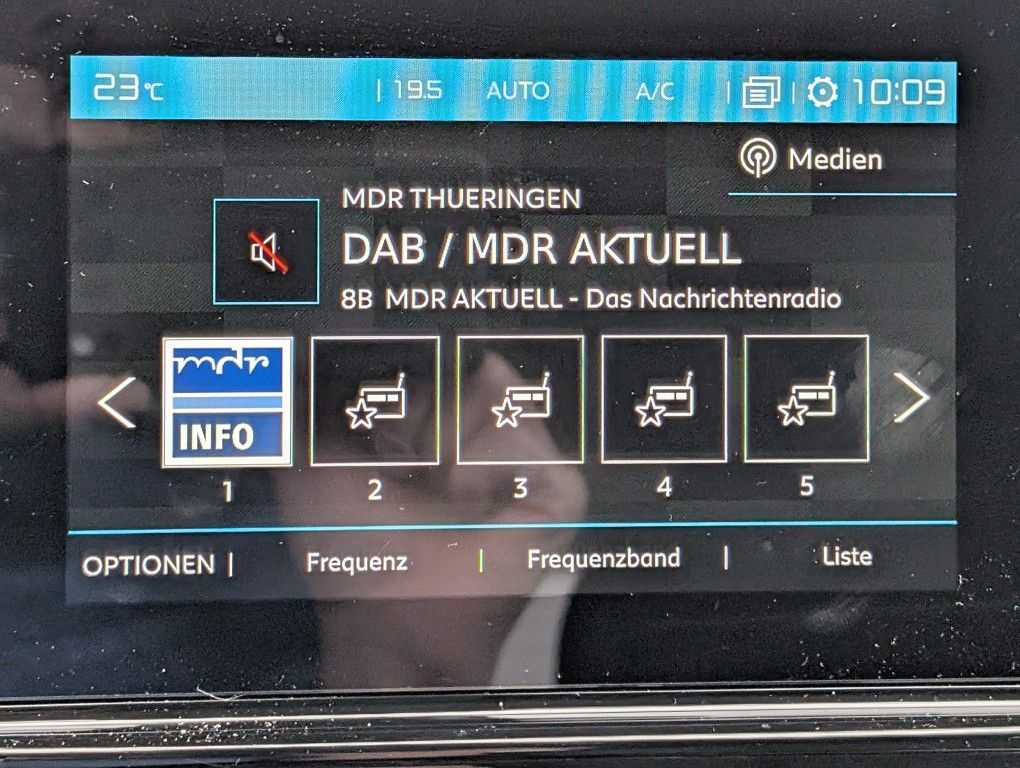 23°C | 19.5 AUTO A/C | | 10:09
Medien
MDR THUERINGEN
DAB / MDR AKTUELL
8B MDR AKTUELL - Das Nachrichtenradio
mdr
INFO
1 2 3 4 5
OPTIONEN | Frequenz | Frequenzband | Liste